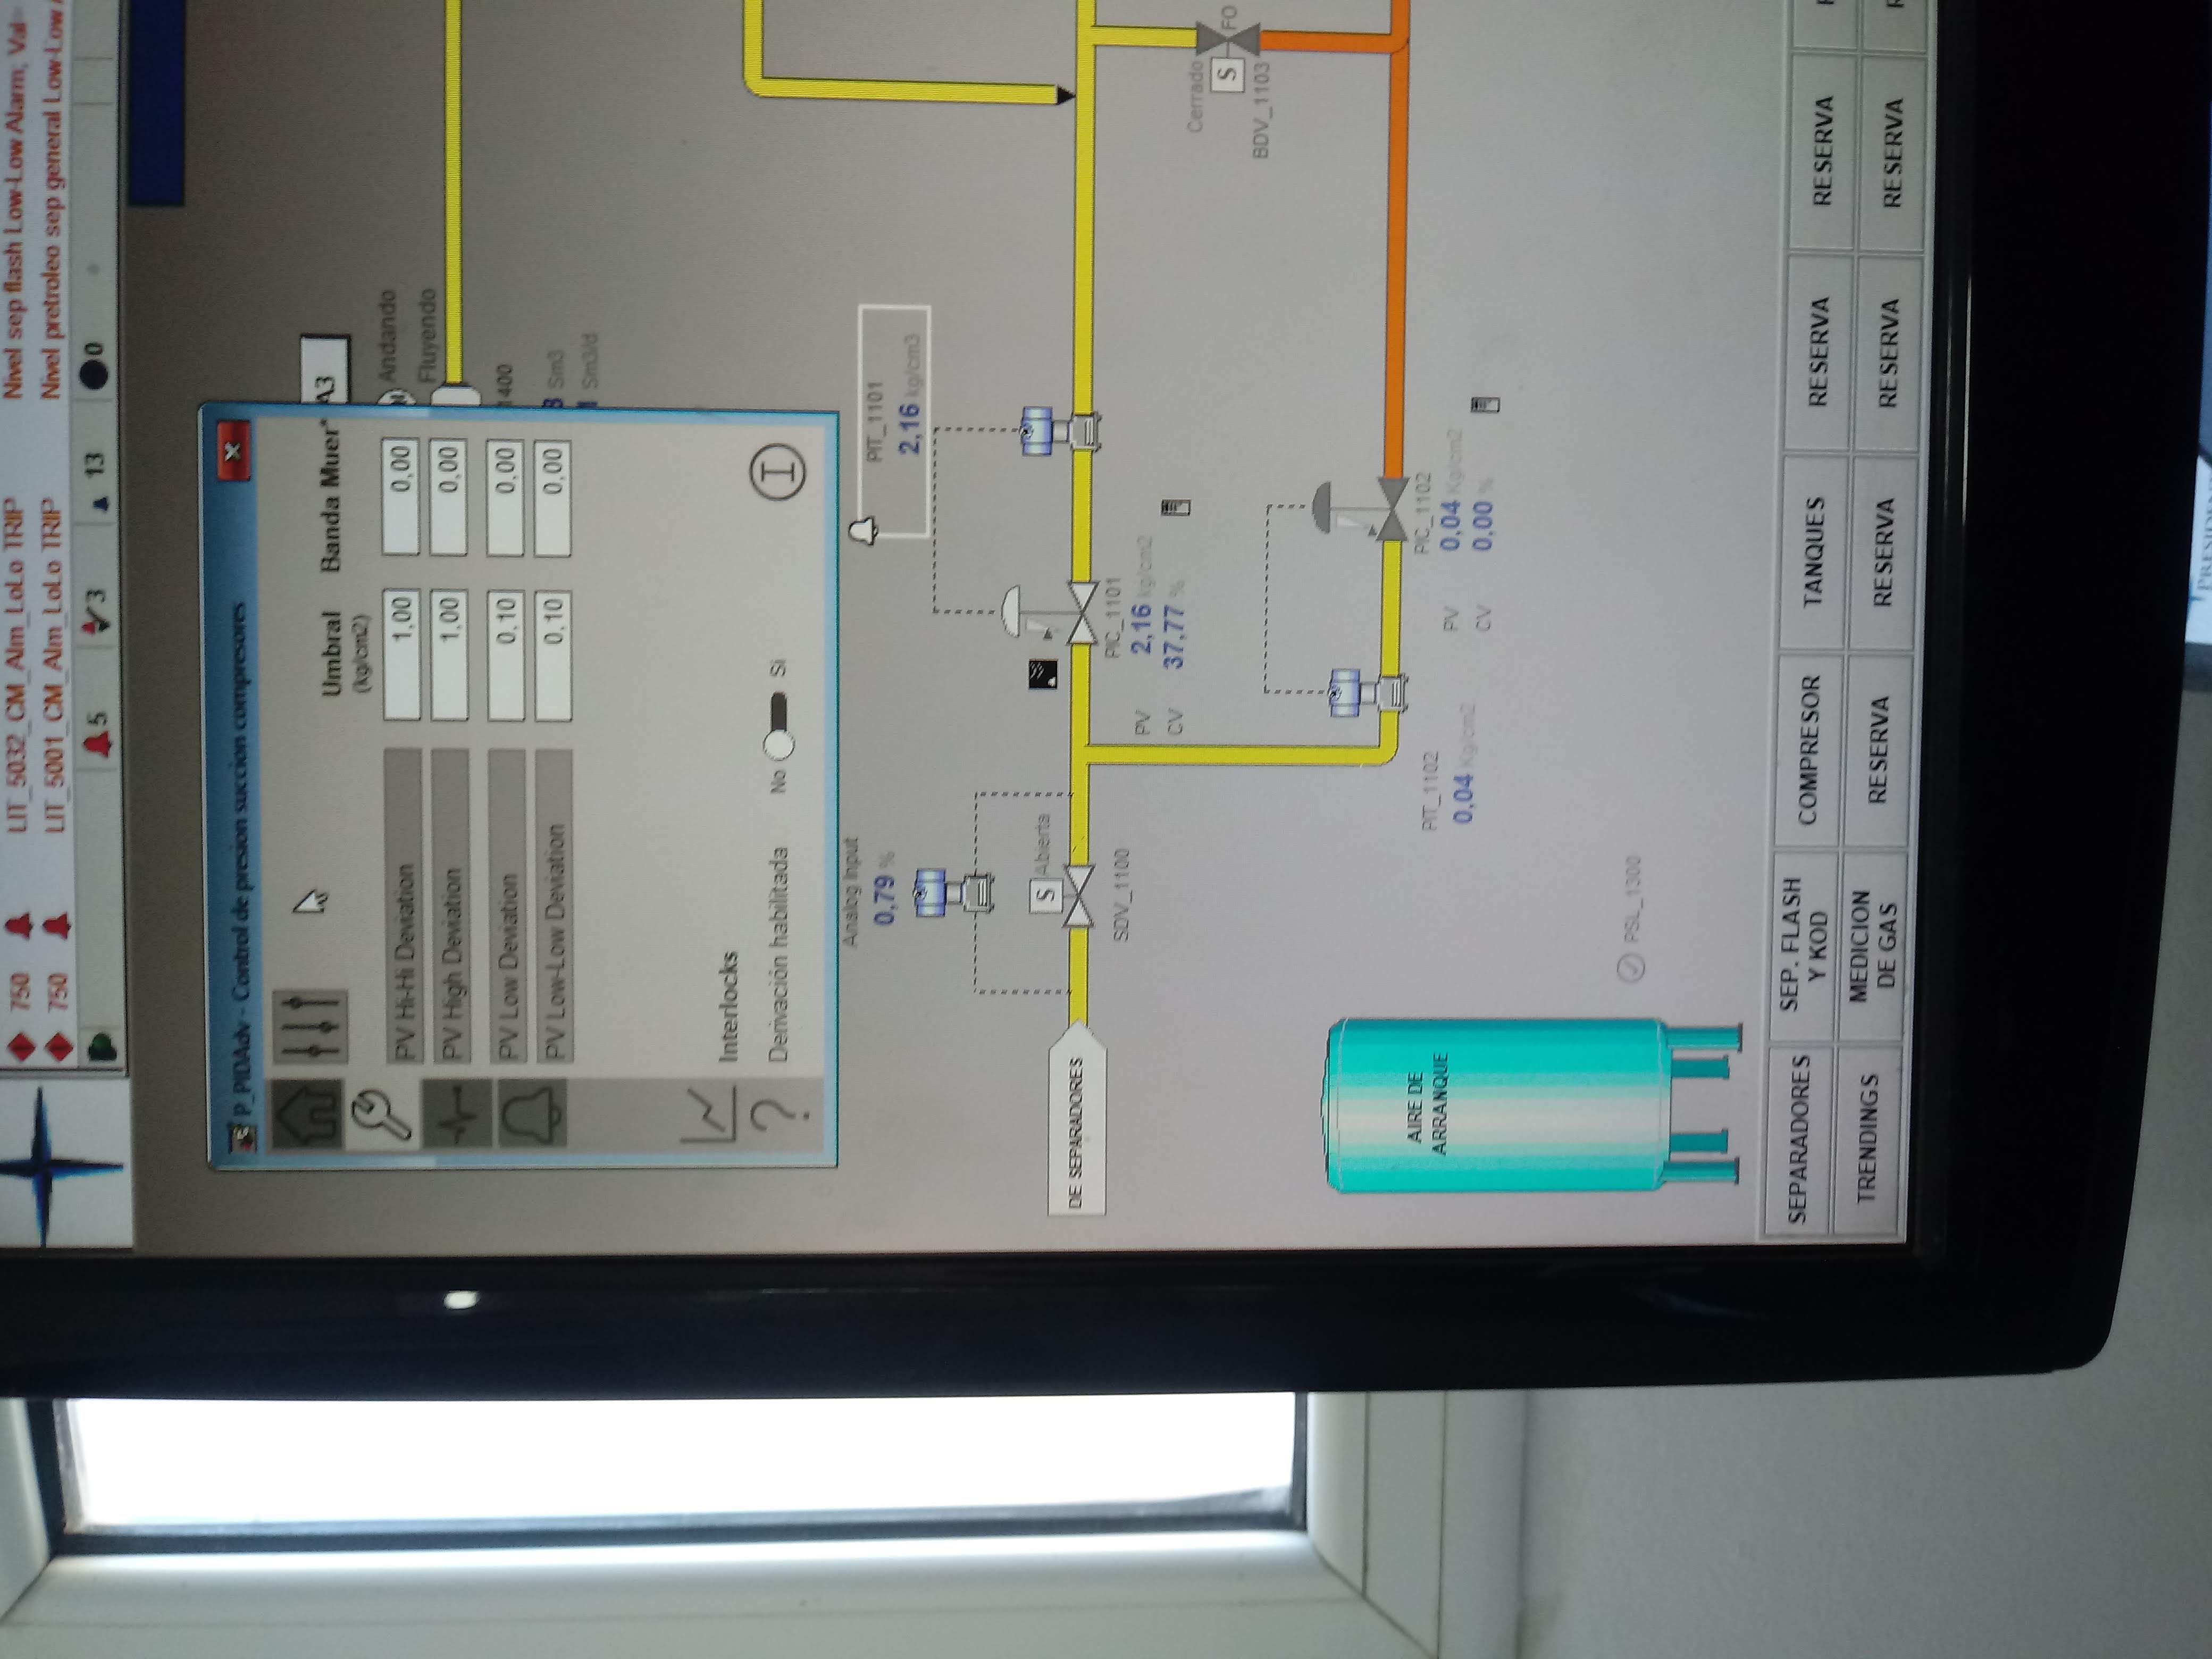 750 LIT_5032_CM_Alm_LoLo TRIP Nivel sep flash Low-Low Alarm, Val
750 LIT_5001_CM_Alm_LoLo TRIP Nivel pretroleo sep general Low-Low
5 3 13 0
P_PIDAdv - Control de presion succion compresores
Umbral Banda Muer*
(kg/cm2)
PV Hi-Hi Deviation 1,00 0,00
PV High Deviation 1,00 0,00
PV Low Deviation 0,10 0,00
PV Low-Low Deviation 0,10 0,00
Interlocks
Derivación habilitada No Si
I
A3
Andando
Fluyendo
1400
Sm3
Sm3/d
Analog Input
0,79 %
PIT_1101
2,16 kg/cm3
S Abierta
DE SEPARADORES
SDV_1100
PIC_1101
PV 2,16 kg/cm2
CV 37,77 %
Cerrado
S FO
BDV_1103
PIT_1102
0,04 Kg/cm2
PIC_1102
PV 0,04 Kg/cm2
CV 0,00 %
AIRE DE
ARRANQUE
PSL_1300
SEPARADORES
SEP. FLASH
Y KOD
COMPRESOR
TANQUES
RESERVA
RESERVA
TRENDINGS
MEDICION
DE GAS
RESERVA
RESERVA
RESERVA
RESERVA